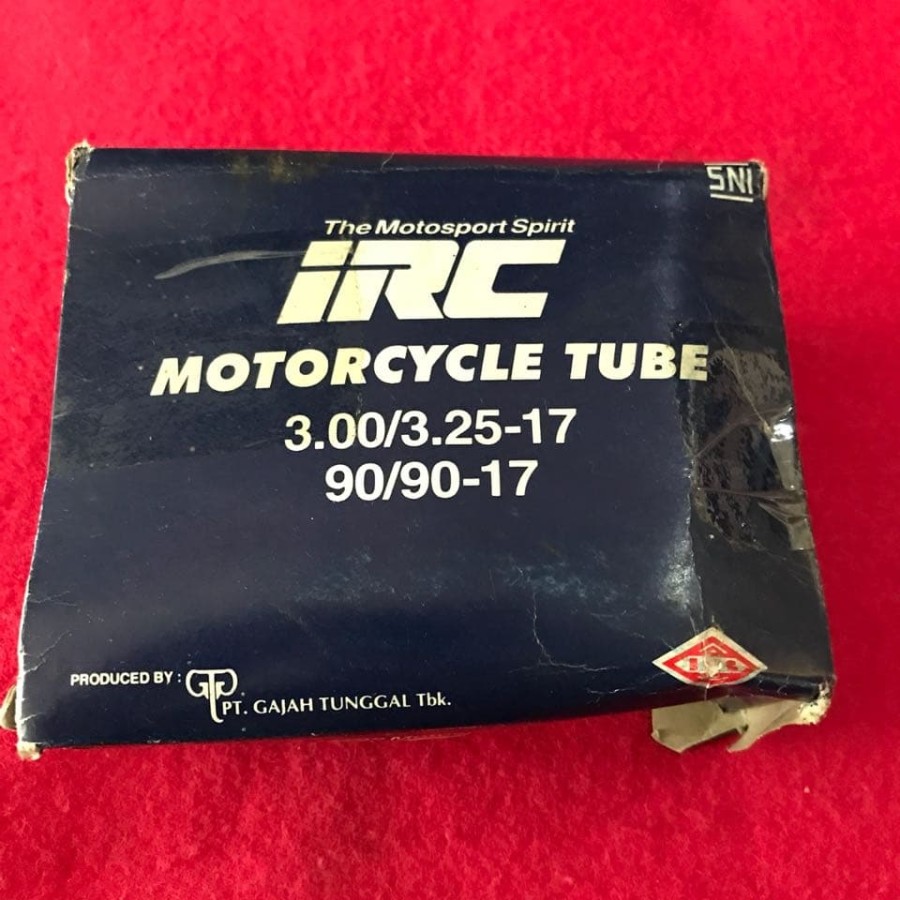 SNI
The Motosport Spirit
iRC
MOTORCYCLE TUBE
3.00/3.25-17
90/90-17
PRODUCED BY :
PT. GAJAH TUNGGAL Tbk.